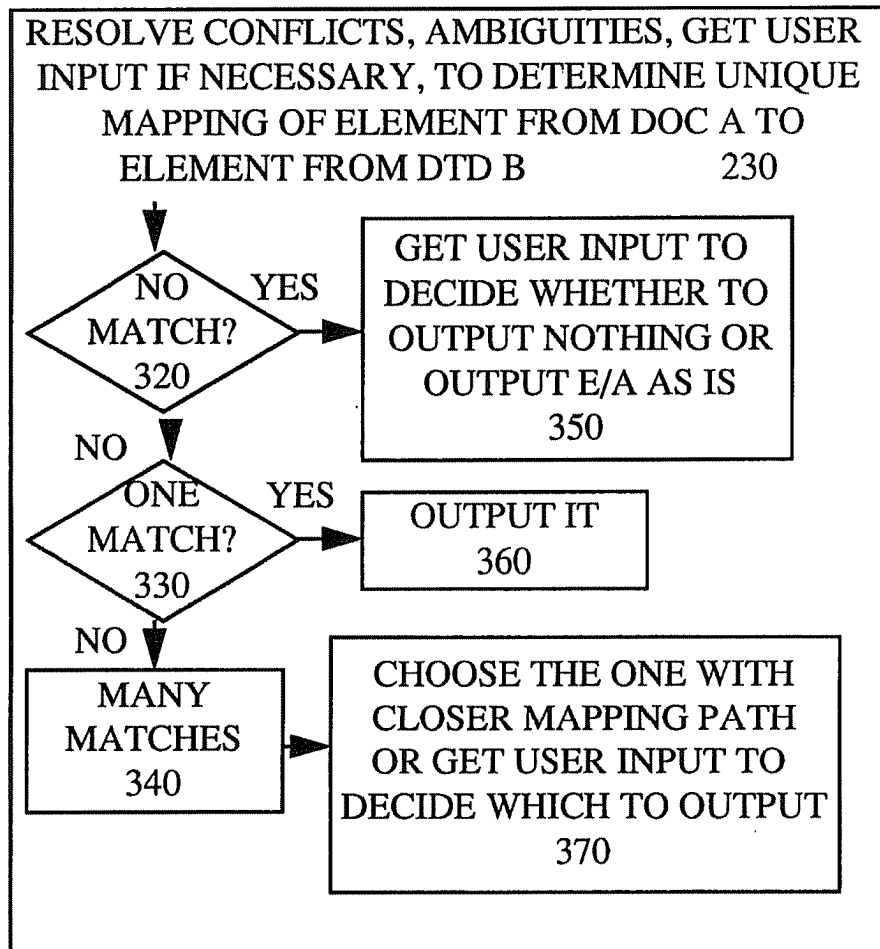 RESOLVE CONFLICTS, AMBIGUITIES, GET USER
INPUT IF NECESSARY, TO DETERMINE UNIQUE
MAPPING OF ELEMENT FROM DOC A TO
ELEMENT FROM DTD B 230
NO
MATCH?
320
YES
GET USER INPUT TO
DECIDE WHETHER TO
OUTPUT NOTHING OR
OUTPUT E/A AS IS
350
NO
ONE
MATCH?
330
YES
OUTPUT IT
360
NO
MANY
MATCHES
340
CHOOSE THE ONE WITH
CLOSER MAPPING PATH
OR GET USER INPUT TO
DECIDE WHICH TO OUTPUT
370